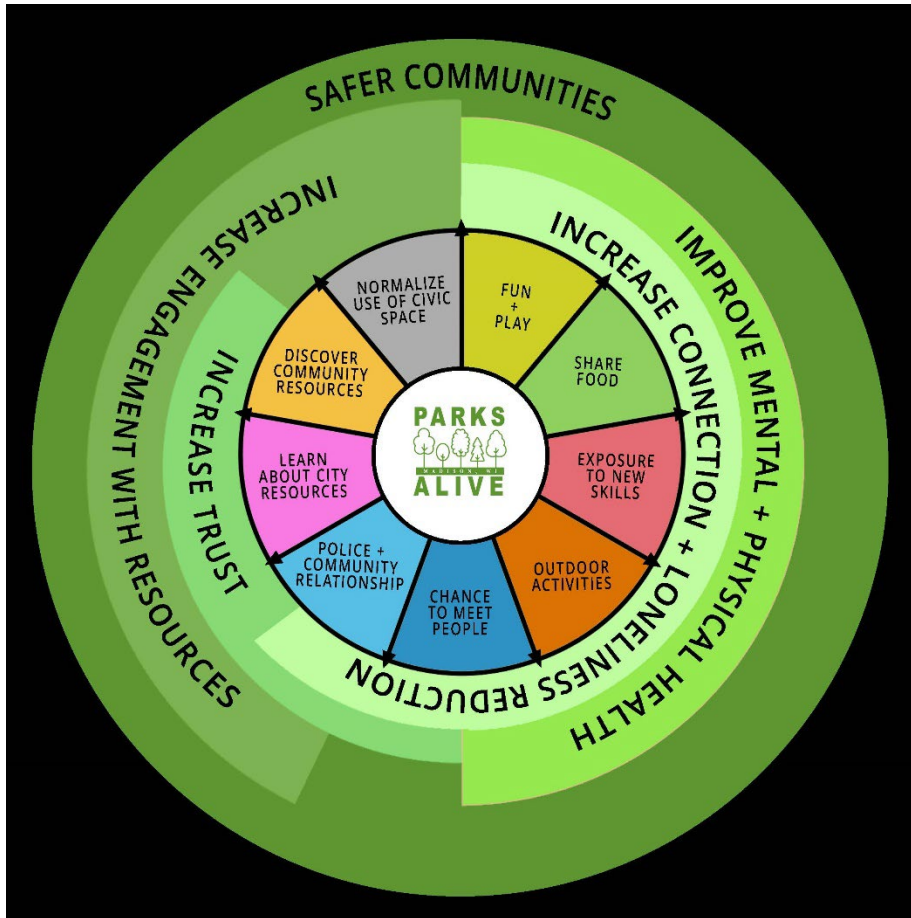 SAFER COMMUNITIES
INCREASE ENGAGEMENT WITH RESOURCES
IMPROVE MENTAL + PHYSICAL HEALTH
INCREASE CONNECTION + LONELINESS REDUCTION
INCREASE TRUST
NORMALIZE
USE OF CIVIC
SPACE
FUN
+
PLAY
SHARE
FOOD
EXPOSURE
TO NEW
SKILLS
OUTDOOR
ACTIVITIES
CHANCE
TO MEET
PEOPLE
POLICE +
COMMUNITY
RELATIONSHIP
LEARN
ABOUT CITY
RESOURCES
DISCOVER
COMMUNITY
RESOURCES
PARKS
MADISON, WI
ALIVE